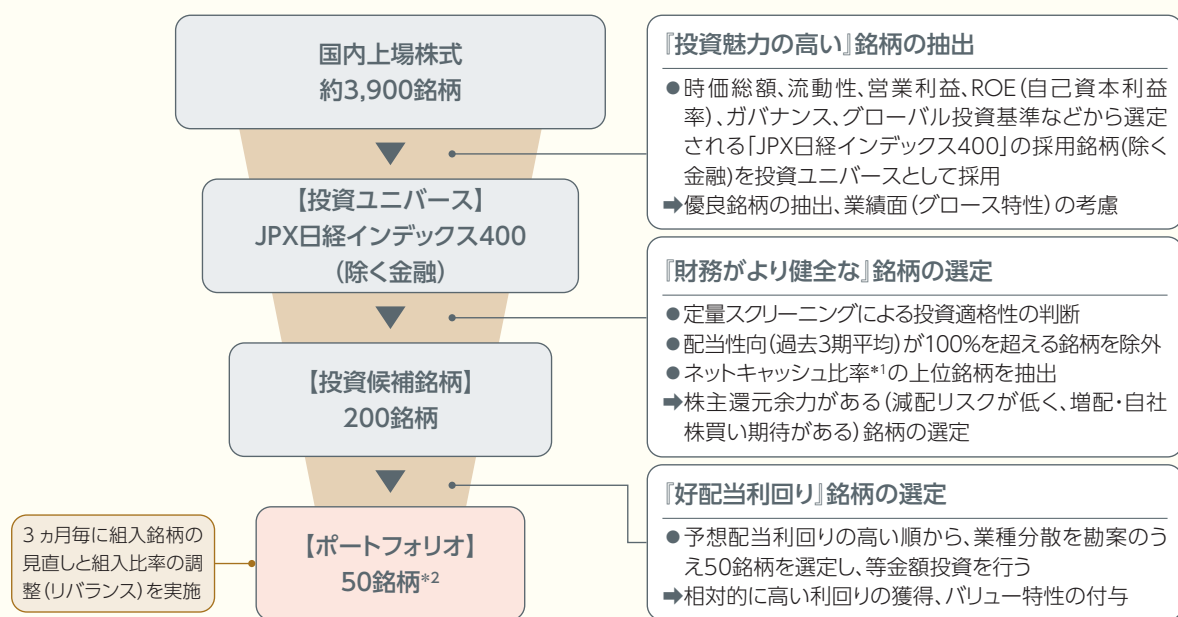 国内上場株式
約3,900銘柄
『投資魅力の高い』銘柄の抽出
●時価総額、流動性、営業利益、ROE(自己資本利益
率)、ガバナンス、グローバル投資基準などから選定
される「JPX日経インデックス400」の採用銘柄(除く
金融)を投資ユニバースとして採用
➡優良銘柄の抽出、業績面(グロース特性)の考慮
【投資ユニバース】
JPX日経インデックス400
(除く金融)
『財務がより健全な』銘柄の選定
●定量スクリーニングによる投資適格性の判断
●配当性向(過去3期平均)が100%を超える銘柄を除外
●ネットキャッシュ比率*1の上位銘柄を抽出
➡株主還元余力がある(減配リスクが低く、増配・自社
株買い期待がある)銘柄の選定
【投資候補銘柄】
200銘柄
『好配当利回り』銘柄の選定
●予想配当利回りの高い順から、業種分散を勘案のう
え50銘柄を選定し、等金額投資を行う
➡相対的に高い利回りの獲得、バリュー特性の付与
3ヵ月毎に組入銘柄の
見直しと組入比率の調
整(リバランス)を実施
【ポートフォリオ】
50銘柄*2